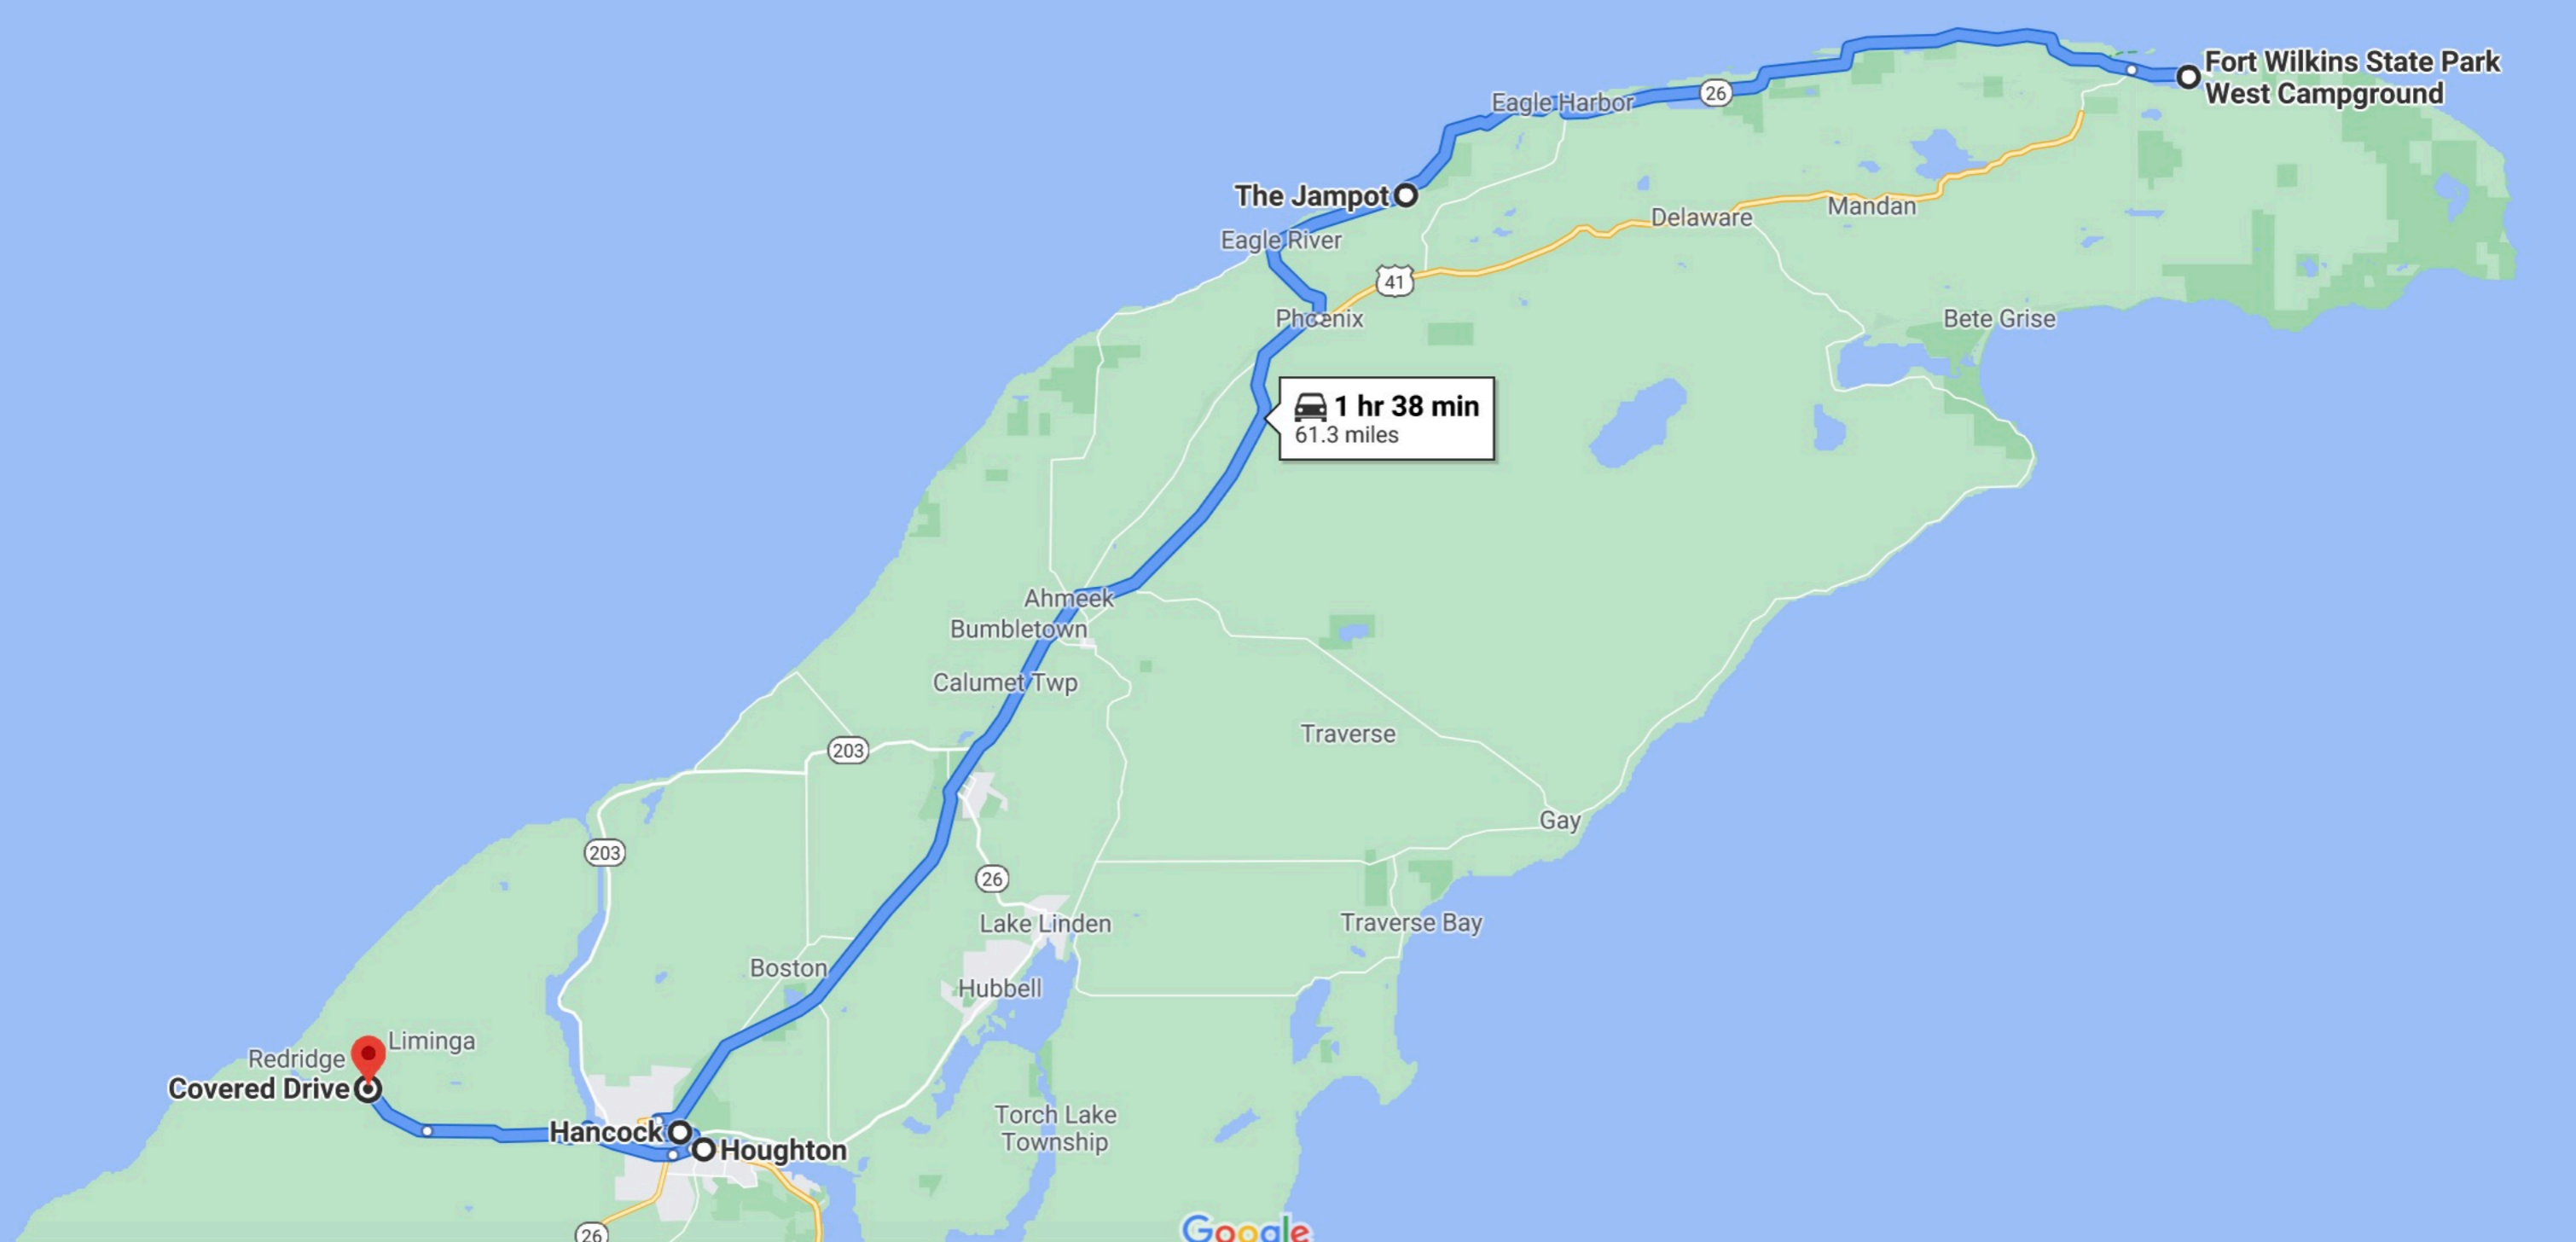 Fort Wilkins State Park
West Campground
26
Eagle Harbor
The Jampot
Delaware
Mandan
Eagle River
41
Phoenix
Bete Grise
1 hr 38 min
61.3 miles
Ahmeek
Bumbletown
Calumet Twp
Traverse
203
Gay
203
26
Lake Linden
Traverse Bay
Boston
Hubbell
Liminga
Redridge
Covered Drive
Torch Lake
Township
Hancock
Houghton
26
Google